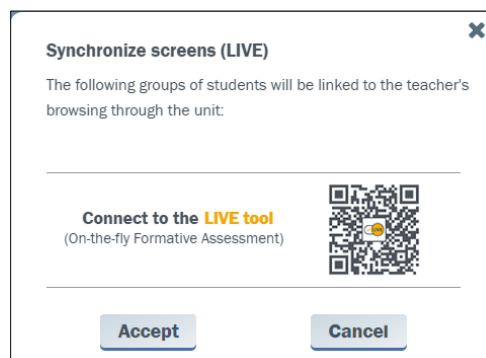 Synchronize screens (LIVE)
The following groups of students will be linked to the teacher's
browsing through the unit:
Connect to the LIVE tool
(On-the-fly Formative Assessment)
LIVE
Accept
Cancel